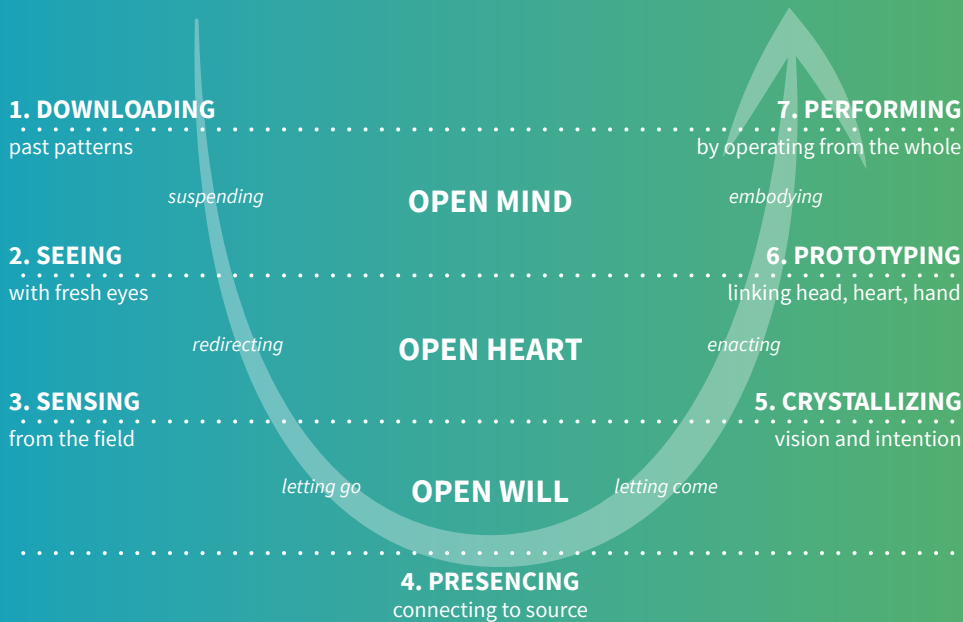 1. DOWNLOADING
past patterns
7. PERFORMING
by operating from the whole
suspending
OPEN MIND
embodying
2. SEEING
with fresh eyes
6. PROTOTYPING
linking head, heart, hand
redirecting
OPEN HEART
enacting
3. SENSING
from the field
5. CRYSTALLIZING
vision and intention
letting go
OPEN WILL
letting come
4. PRESENCING
connecting to source